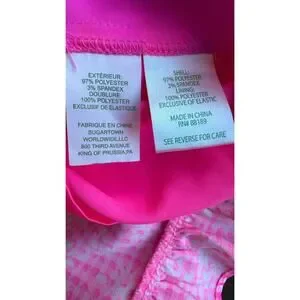 EXTÉRIEUR:
97% POLYESTER
3% SPANDEX
DOUBLURE:
100% POLYESTER
EXCLUSIF DE ELASTIC
FABRIQUE EN CHINE
SUGARTOWN
WORLDWIDE,LLC
800 THIRD AVENUE
KING OF PRUSSIA,PA
SHELL:
97% POLYESTER
3% SPANDEX
LINING:
100% POLYESTER
EXCLUSIVE OF ELASTIC
MADE IN CHINA
RN# 88189
SEE REVERSE FOR CARE